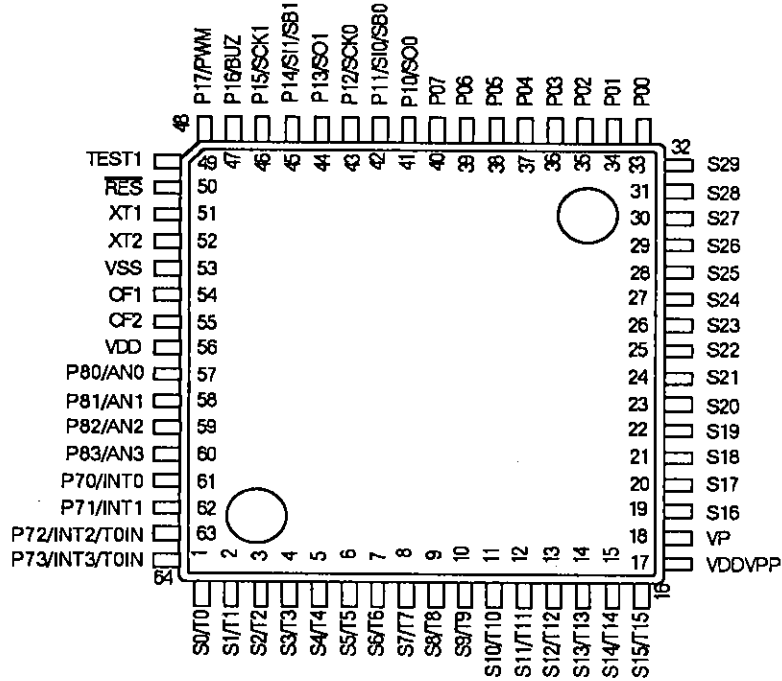 P17/PWM
P16/BUZ
P15/SCK1
P14/SI1/SB1
P13/SO1
P12/SCK0
P11/SI0/SB0
P10/SO0
P07
P06
P05
P04
P03
P02
P01
P00
48
47
46
45
44
43
42
41
40
39
38
37
36
35
34
33
32
TEST1
RES
XT1
XT2
VSS
CF1
CF2
VDD
P80/AN0
P81/AN1
P82/AN2
P83/AN3
P70/INT0
P71/INT1
P72/INT2/T0IN
P73/INT3/T0IN
50
51
52
53
54
55
56
57
58
59
60
61
62
63
64
31
30
29
28
27
26
25
24
23
22
21
20
19
18
17
S29
S28
S27
S26
S25
S24
S23
S22
S21
S20
S19
S18
S17
S16
VP
VDDVPP
1
2
3
4
5
6
7
8
9
10
11
12
13
14
15
16
S0/T0
S1/T1
S2/T2
S3/T3
S4/T4
S5/T5
S6/T6
S7/T7
S8/T8
S9/T9
S10/T10
S11/T11
S12/T12
S13/T13
S14/T14
S15/T15